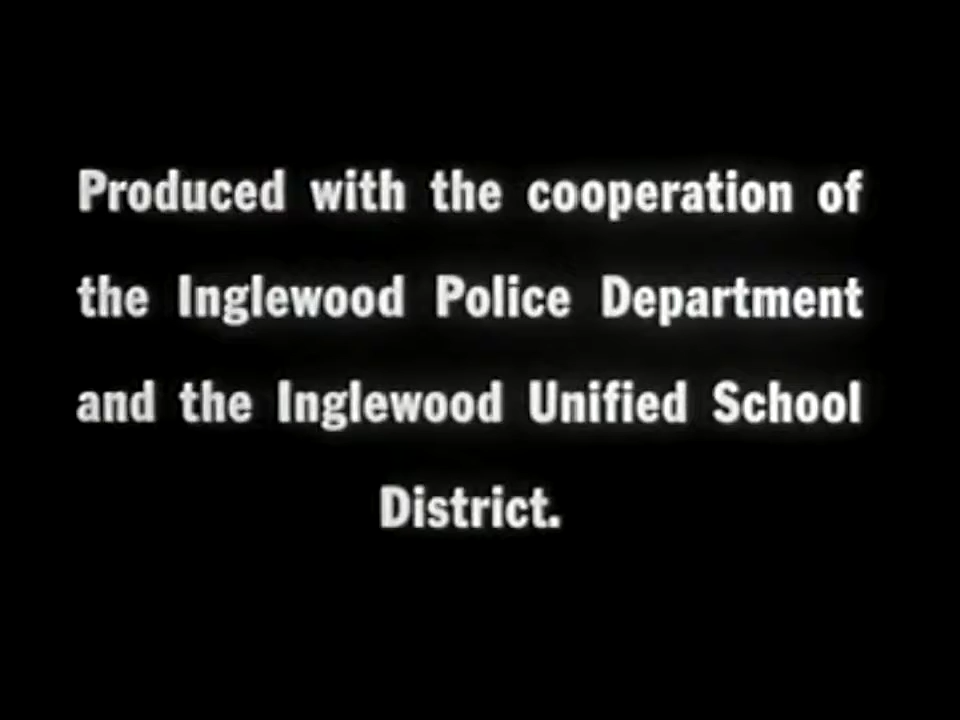 Produced with the cooperation of
the Inglewood Police Department
and the Inglewood Unified School
District.